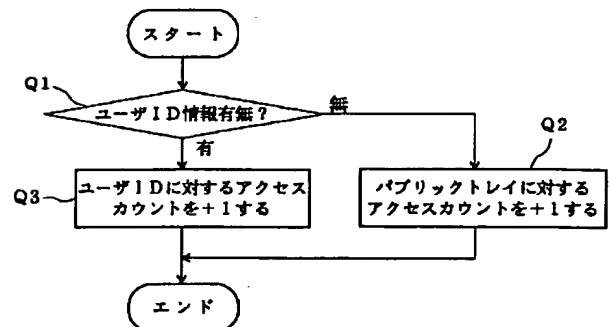 スタート
Q1
ユーザID情報有無?
無
有
Q2
Q3
ユーザIDに対するアクセス
カウントを+1する
パブリックトレイに対する
アクセスカウントを+1する
エンド